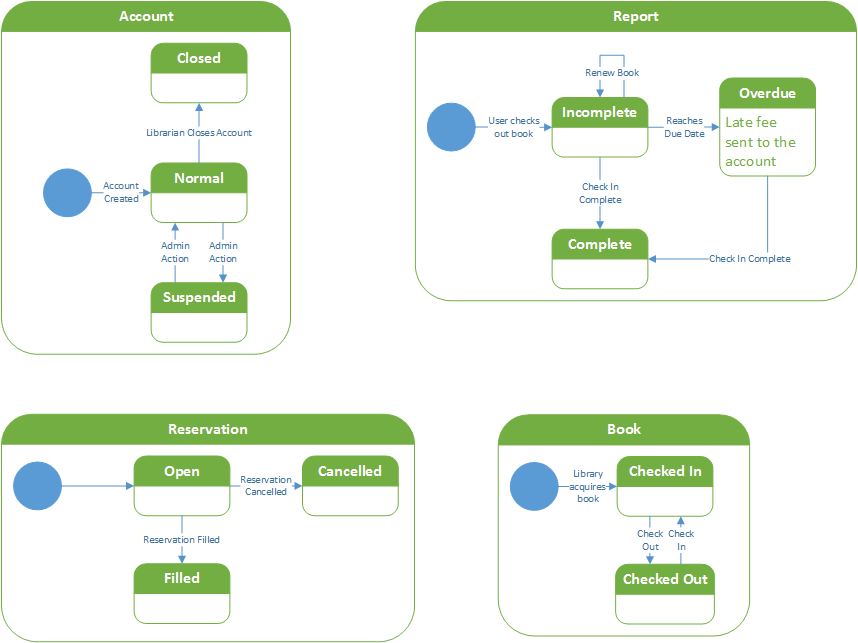 Account
Closed
Librarian Closes Account
Normal
Account
Created
Admin
Action
Admin
Action
Suspended
Report
Renew Book
Incomplete
User checks
out book
Reaches
Due Date
Overdue
Late fee
sent to the
account
Check In
Complete
Complete
Check In Complete
Reservation
Open
Reservation
Cancelled
Cancelled
Reservation Filled
Filled
Book
Library
acquires
book
Checked In
Check
Out
Check
In
Checked Out